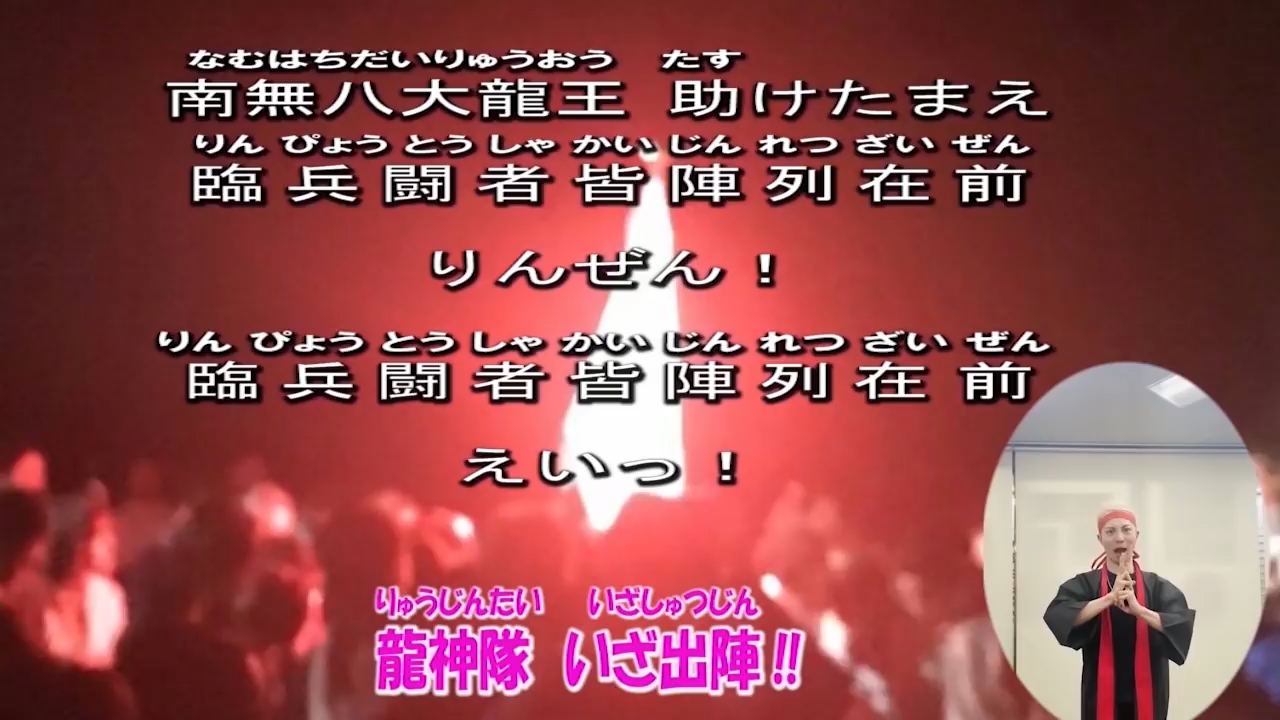 なむはちだいりゅうおう たす
南無八大龍王 助けたまえ
りん ぴょう とう しゃ かい じん れつ ざい ぜん
臨 兵 闘 者 皆 陣 列 在 前
りんぜん！
りん ぴょう とう しゃ かい じん れつ ざい ぜん
臨 兵 闘 者 皆 陣 列 在 前
えいっ！
りゅうじんたい いざしゅつじん
龍神隊 いざ出陣!!